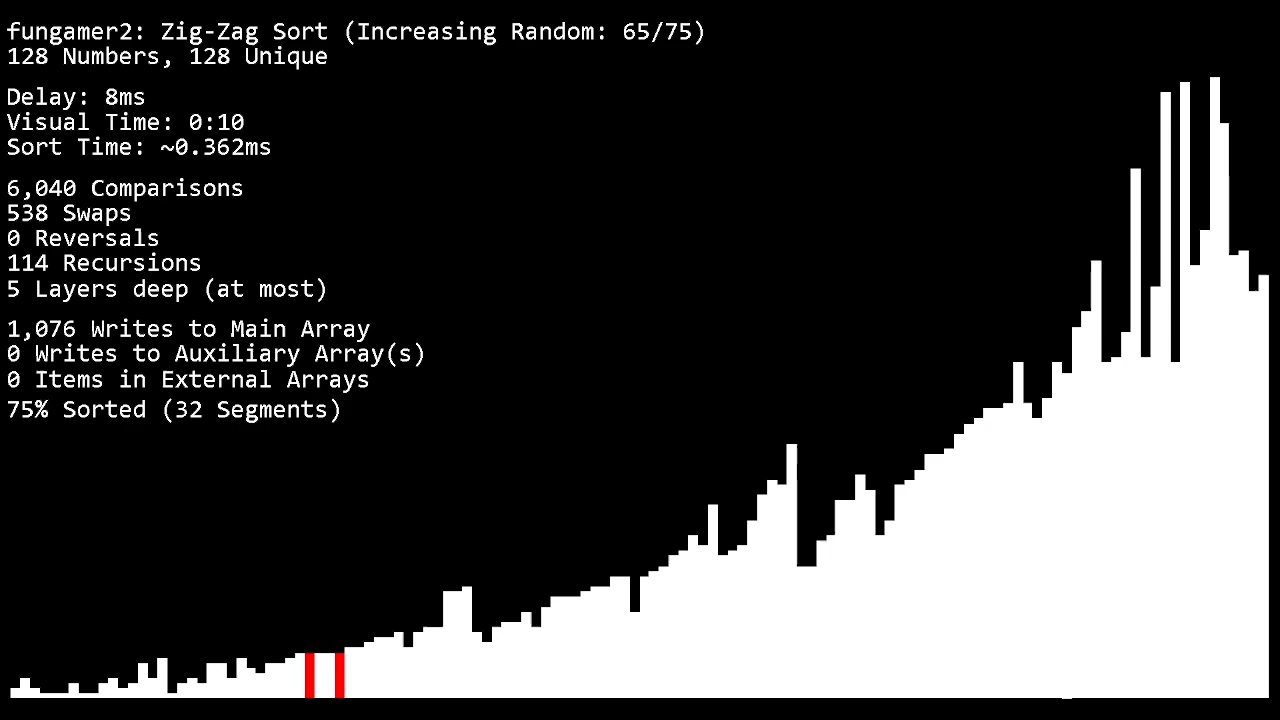 fungamer2: Zig-Zag Sort (Increasing Random: 65/75)
128 Numbers, 128 Unique
Delay: 8ms
Visual Time: 0:10
Sort Time: ~0.362ms
6,040 Comparisons
538 Swaps
0 Reversals
114 Recursions
5 Layers deep (at most)
1,076 Writes to Main Array
0 Writes to Auxiliary Array(s)
0 Items in External Arrays
75% Sorted (32 Segments)